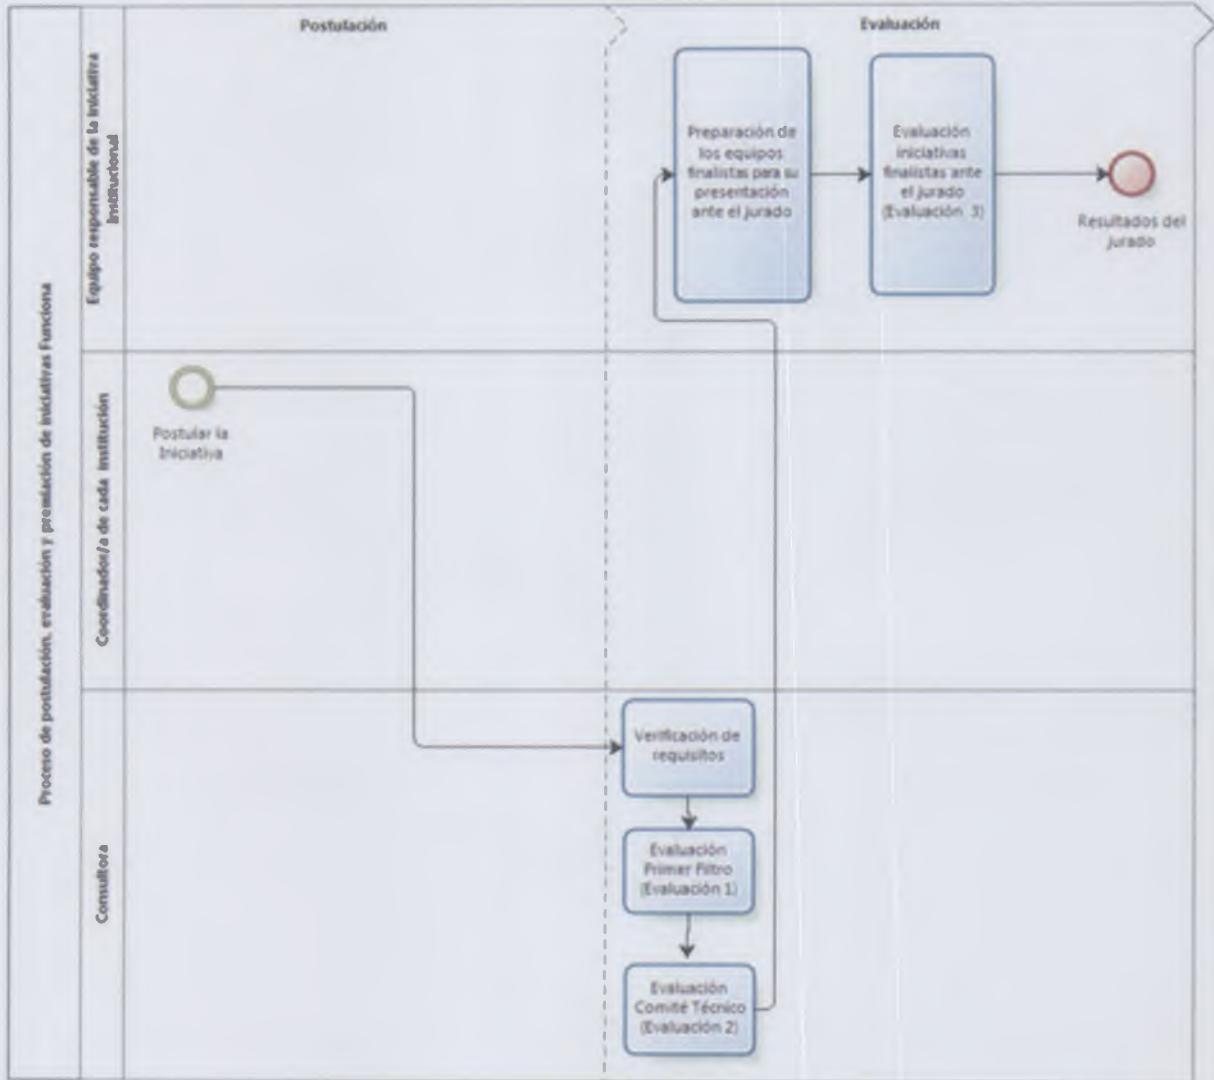 Postulación
Evaluación
Proceso de postulación, evaluación y premiación de iniciativas Funciona
Equipo responsable de la iniciativa
Institucional
Preparación de
los equipos
finalistas para su
presentación
ante el jurado
Evaluación
iniciativas
finalistas ante
el jurado
(Evaluación 3)
Resultados del
jurado
Coordinador/a de cada institución
Postular la
Iniciativa
Consultora
Verificación de
requisitos
Evaluación
Primer Filtro
(Evaluación 1)
Evaluación
Comité Técnico
(Evaluación 2)